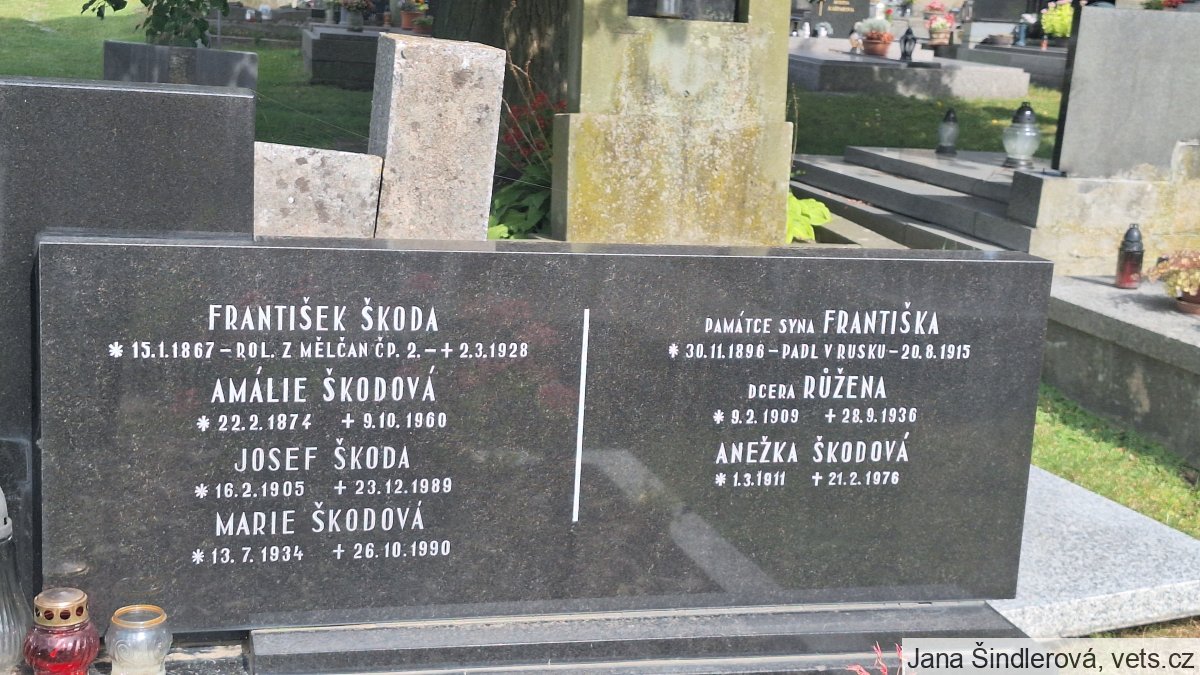 FRANTIŠEK ŠKODA
* 15.1.1867 – ROL. Z MĚLČAN ČP. 2. – + 2.3.1928
AMÁLIE ŠKODOVÁ
* 22.2.1874 + 9.10.1960
JOSEF ŠKODA
* 16.2.1905 + 23.12.1989
MARIE ŠKODOVÁ
* 13.7.1934 + 26.10.1990
PAMÁTCE SYNA FRANTIŠKA
* 30.11.1896 – PADL V RUSKU – 20.8.1915
DCERA RŮŽENA
* 9.2.1909 + 28.9.1936
ANEŽKA ŠKODOVÁ
* 1.3.1911 + 21.2.1976
Jana Šindlerová, vets.cz